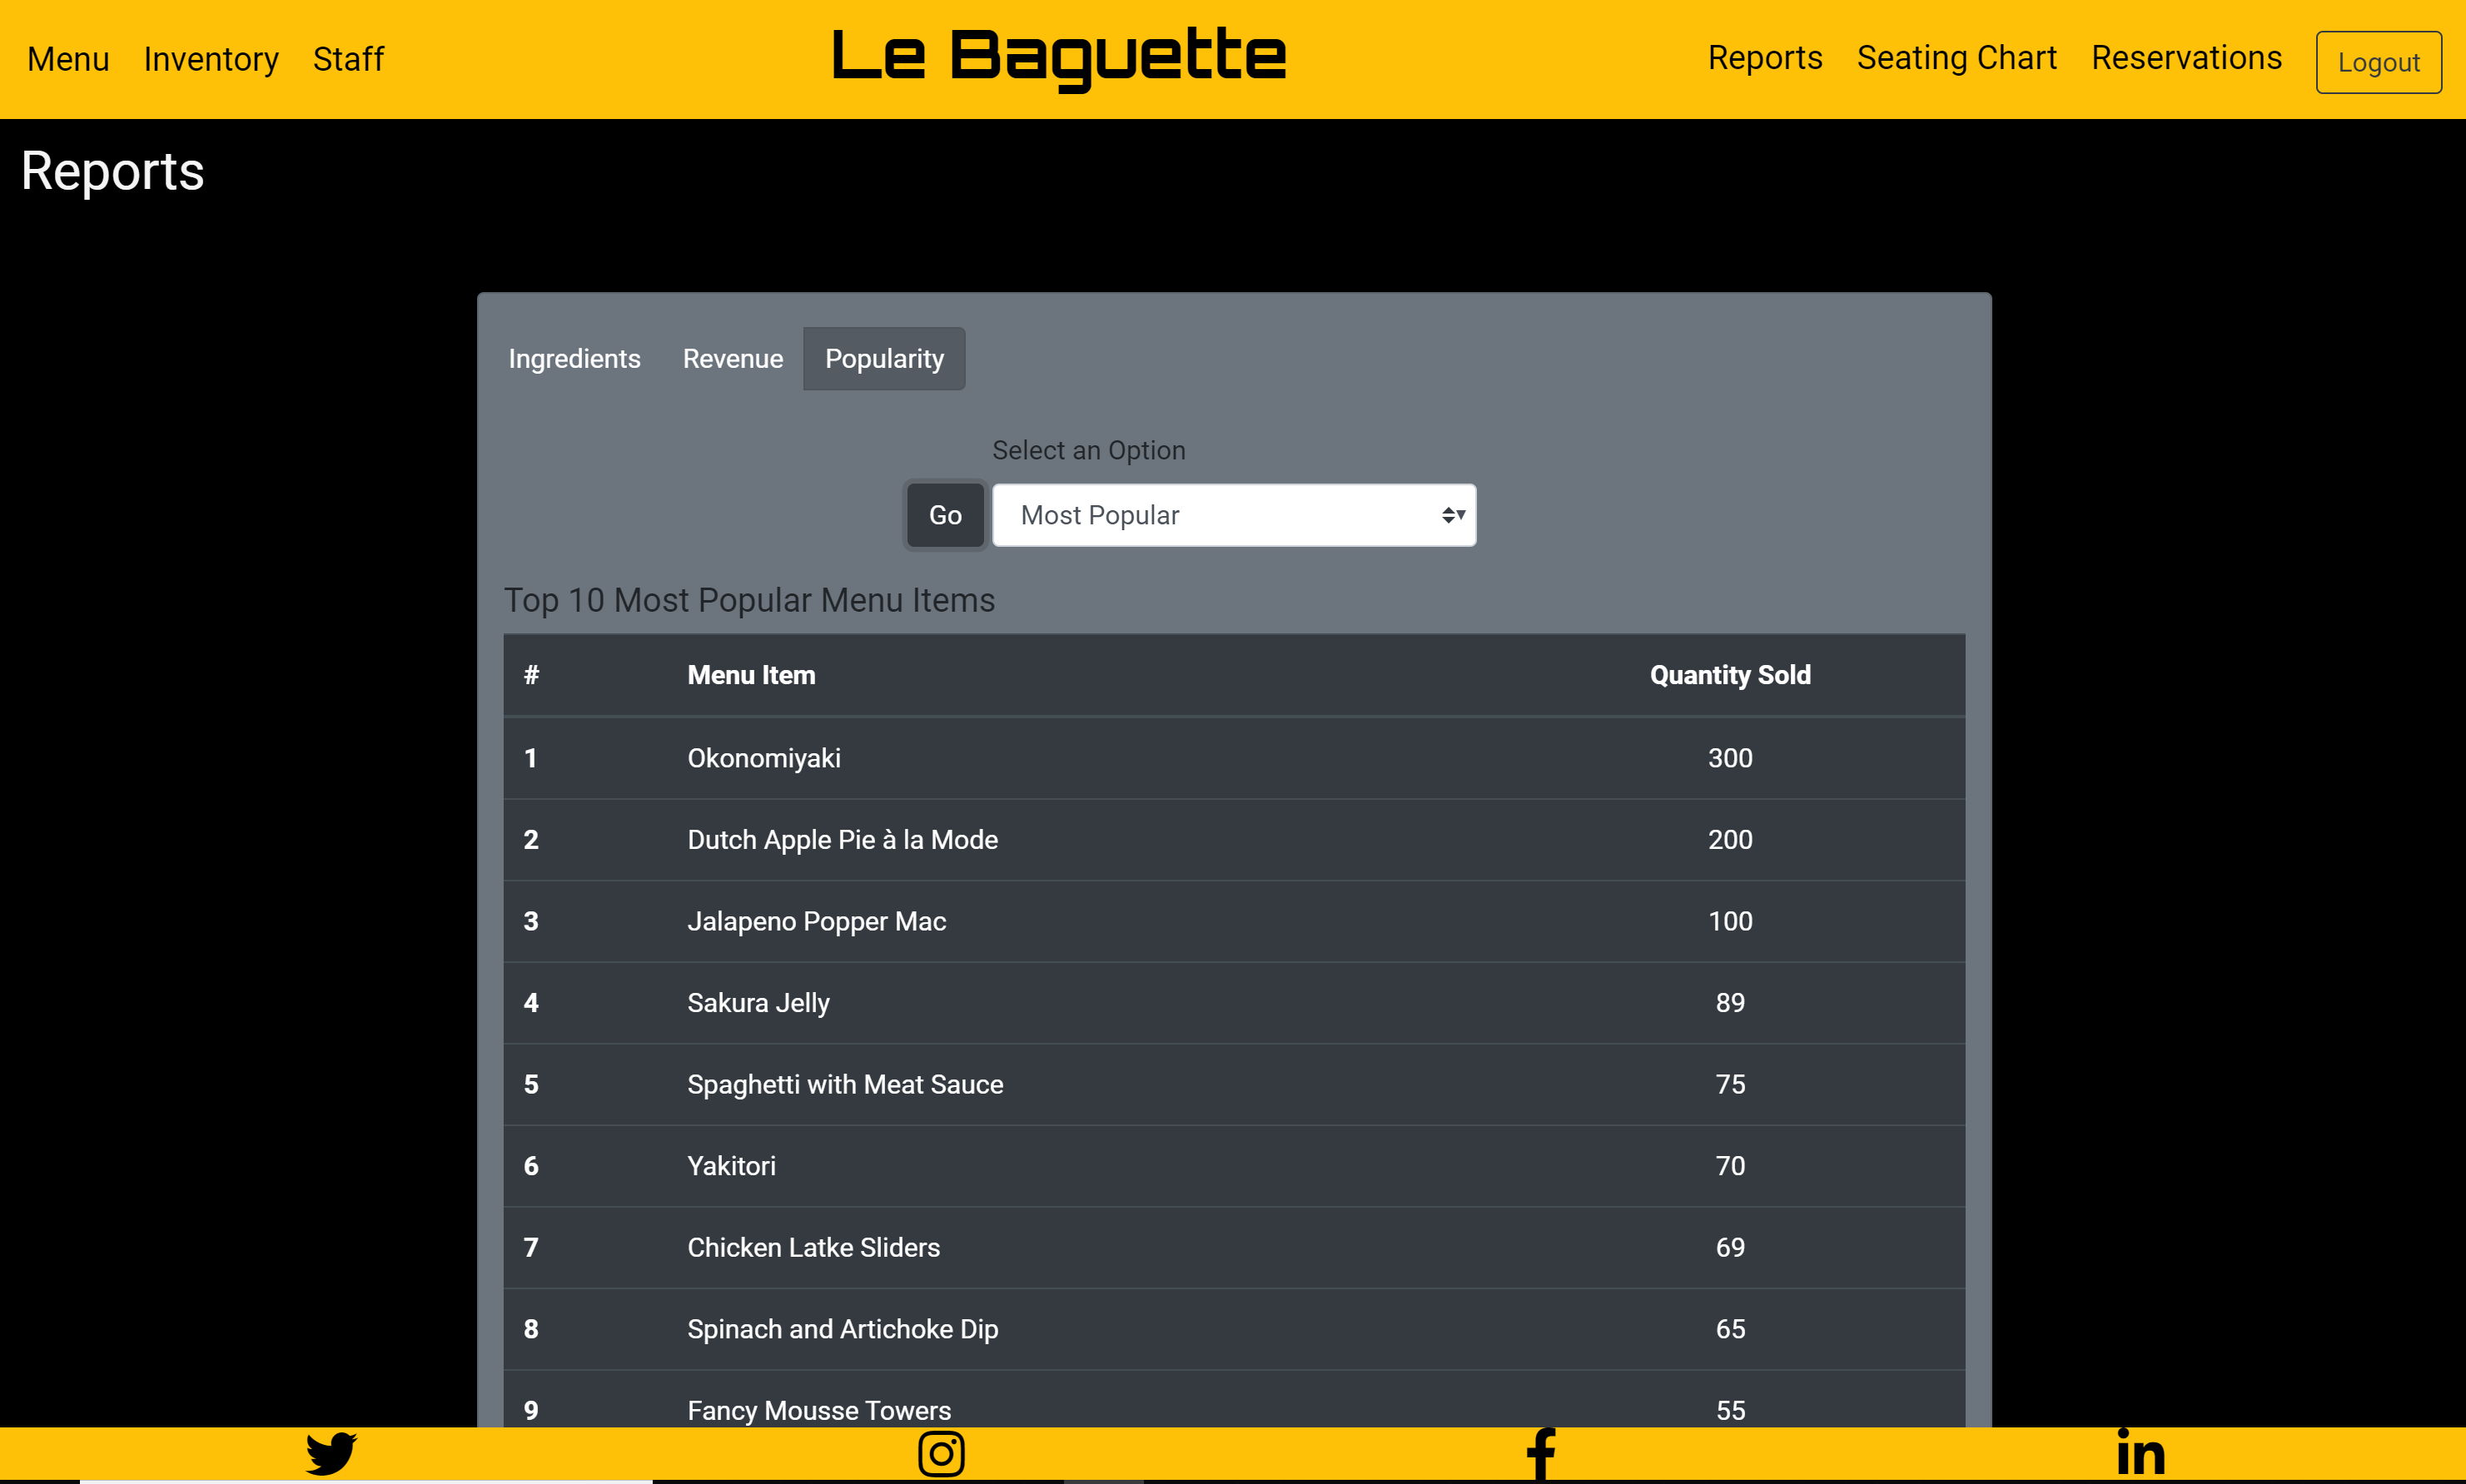 Menu Inventory Staff Le Baguette Reports Seating Chart Reservations Logout
Reports
Ingredients Revenue Popularity
Select an Option
Go Most Popular
Top 10 Most Popular Menu Items
# Menu Item Quantity Sold
1 Okonomiyaki 300
2 Dutch Apple Pie à la Mode 200
3 Jalapeno Popper Mac 100
4 Sakura Jelly 89
5 Spaghetti with Meat Sauce 75
6 Yakitori 70
7 Chicken Latke Sliders 69
8 Spinach and Artichoke Dip 65
9 Fancy Mousse Towers 55